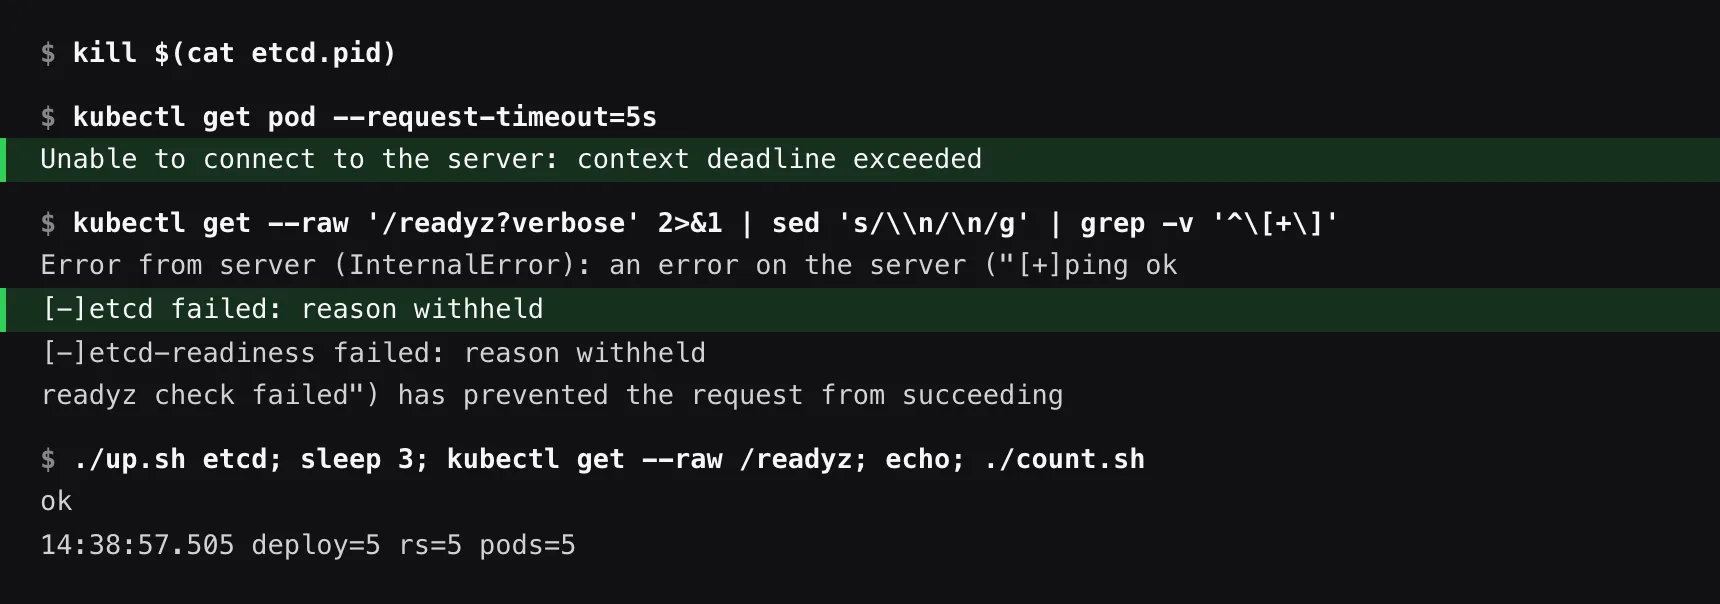 $ kill $(cat etcd.pid)
$ kubectl get pod --request-timeout=5s
Unable to connect to the server: context deadline exceeded
$ kubectl get --raw '/readyz?verbose' 2>&1 | sed 's/\\n/\n/g' | grep -v '^\[+\]'
Error from server (InternalError): an error on the server ("[+]ping ok
[-]etcd failed: reason withheld
[-]etcd-readiness failed: reason withheld
readyz check failed") has prevented the request from succeeding
$ ./up.sh etcd; sleep 3; kubectl get --raw /readyz; echo; ./count.sh
ok
14:38:57.505 deploy=5 rs=5 pods=5